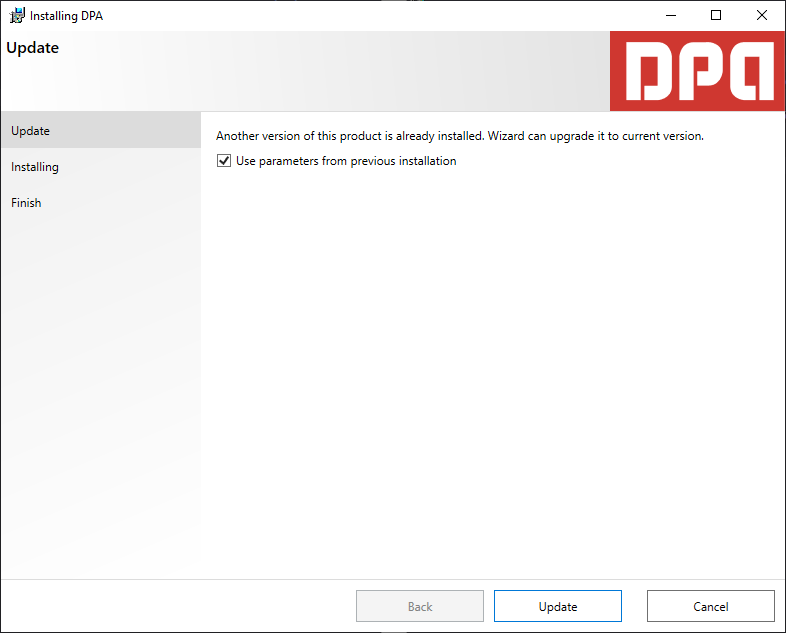 Installing DPA
Update
DPA
Update
Installing
Finish
Another version of this product is already installed. Wizard can upgrade it to current version.
Use parameters from previous installation
Back
Update
Cancel